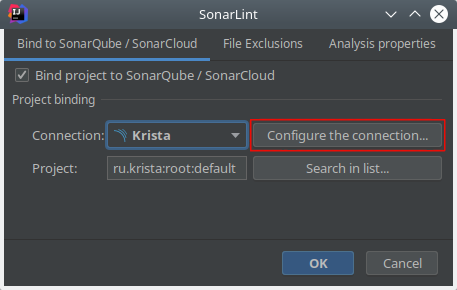 SonarLint
Bind to SonarQube / SonarCloud File Exclusions Analysis properties
Bind project to SonarQube / SonarCloud
Project binding
Connection: Krista Configure the connection...
Project: ru.krista:root:default Search in list...
OK Cancel